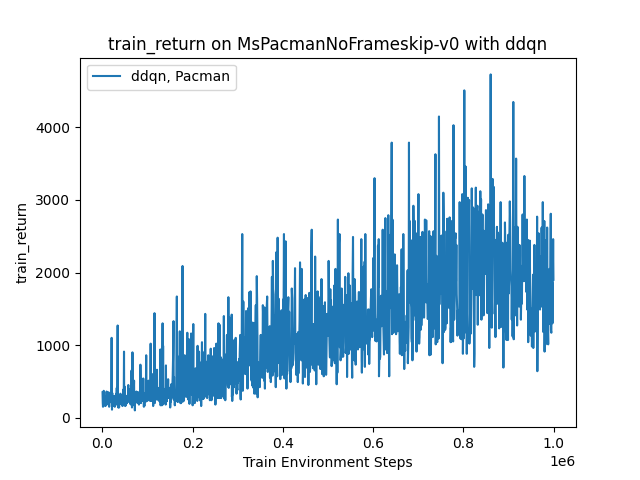 train_return on MsPacmanNoFrameskip-v0 with ddqn
ddqn, Pacman
train_return
4000
3000
2000
1000
0
0.0 0.2 0.4 0.6 0.8 1.0
1e6
Train Environment Steps